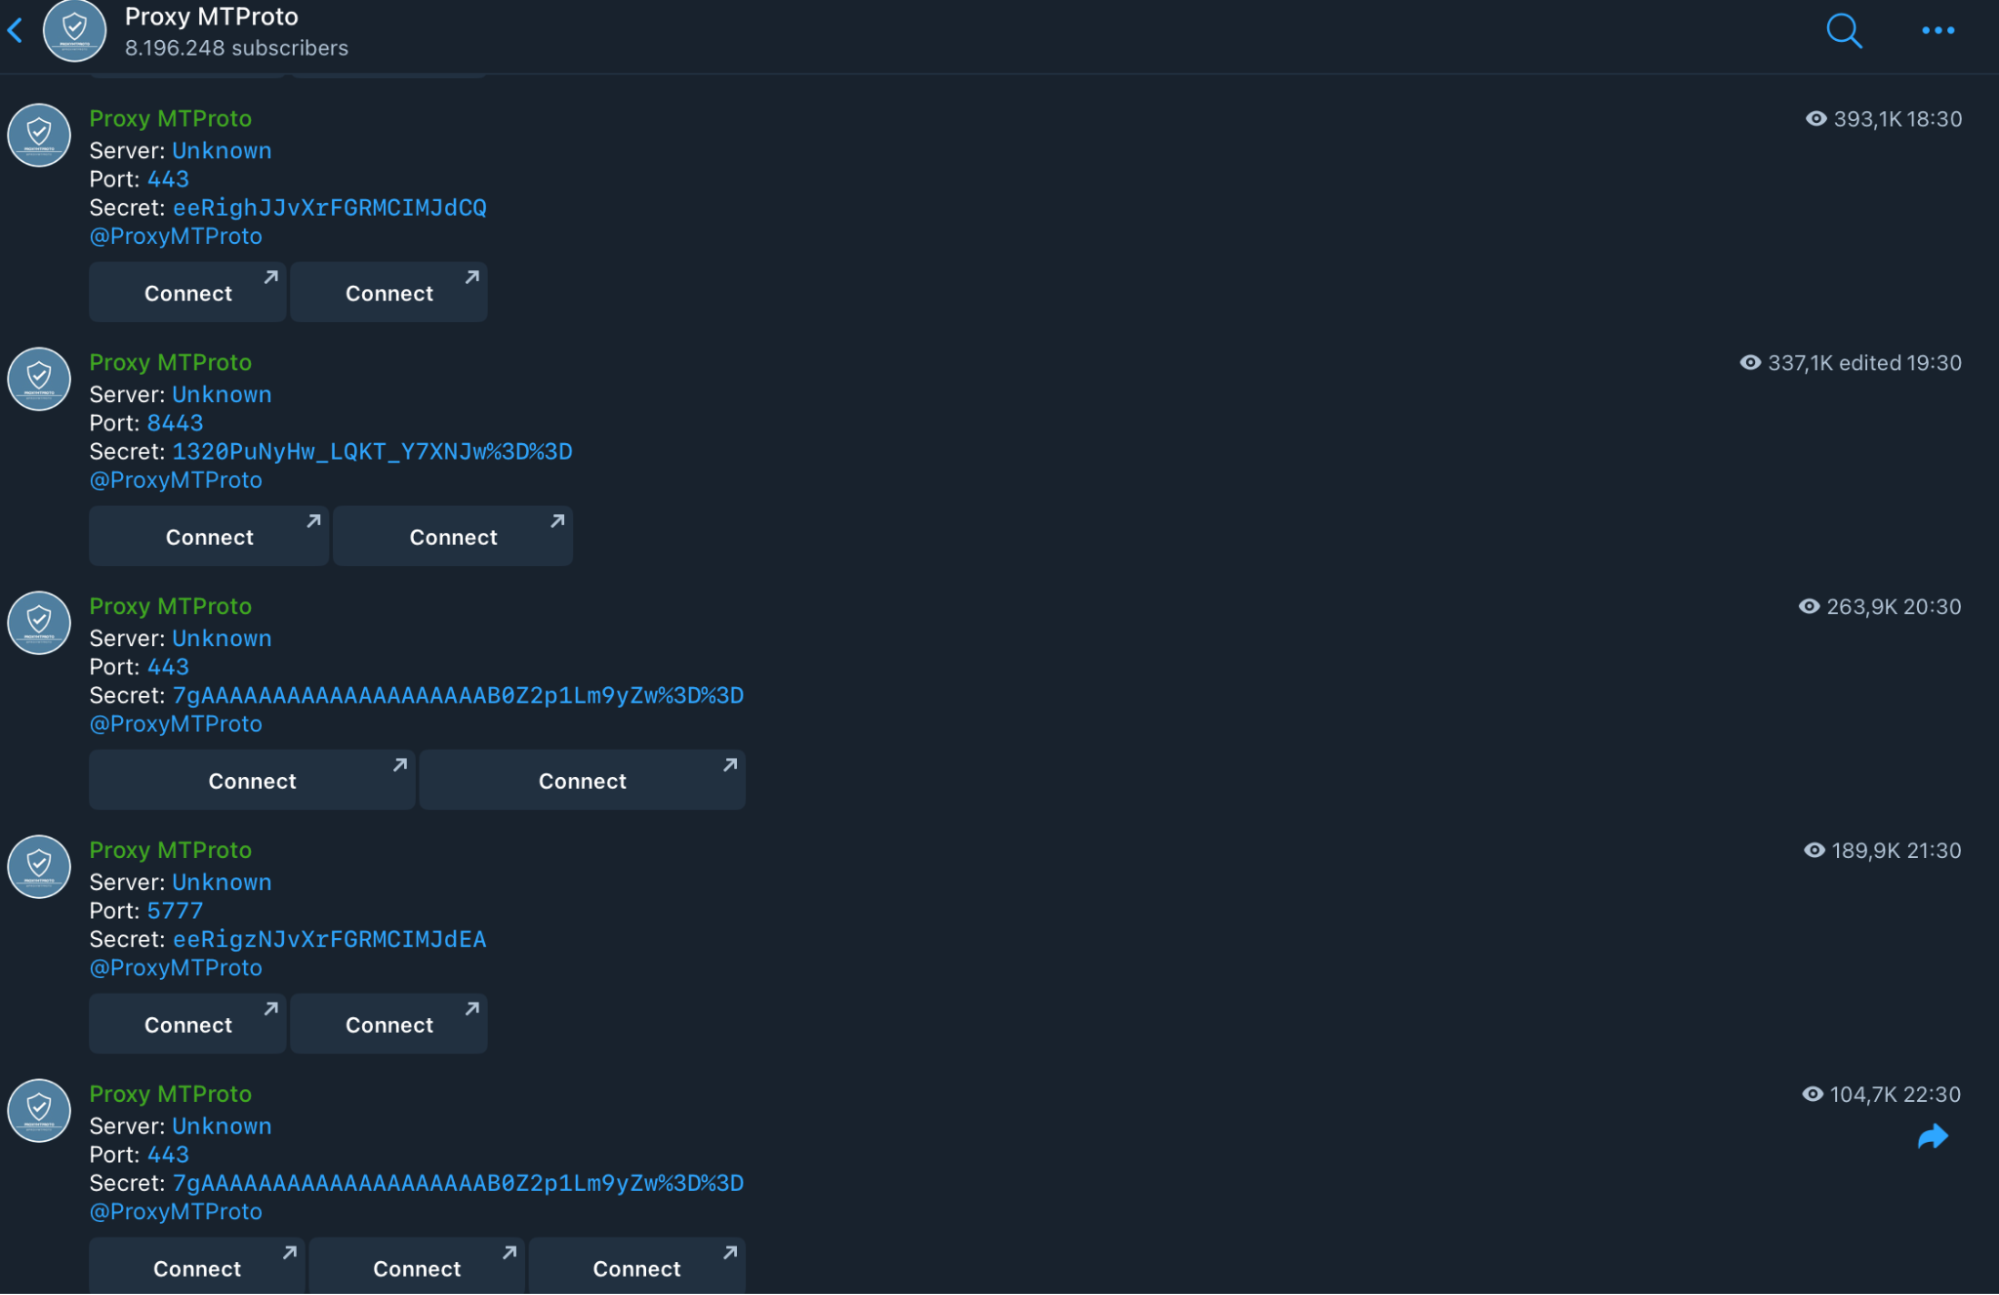 Proxy MTProto
8.196.248 subscribers
Proxy MTProto
393,1K 18:30
Server: Unknown
Port: 443
Secret: eeRighJJvXrFGRMCIMJdCQ
@ProxyMTProto
Connect Connect
Proxy MTProto
337,1K edited 19:30
Server: Unknown
Port: 8443
Secret: 1320PuNyHw_LQKT_Y7XNJw%3D%3D
@ProxyMTProto
Connect Connect
Proxy MTProto
263,9K 20:30
Server: Unknown
Port: 443
Secret: 7gAAAAAAAAAAAAAAAAAAAAB0Z2p1Lm9yZw%3D%3D
@ProxyMTProto
Connect Connect
Proxy MTProto
189,9K 21:30
Server: Unknown
Port: 5777
Secret: eeRigzNJvXrFGRMCIMJdEA
@ProxyMTProto
Connect Connect
Proxy MTProto
104,7K 22:30
Server: Unknown
Port: 443
Secret: 7gAAAAAAAAAAAAAAAAAAAAB0Z2p1Lm9yZw%3D%3D
@ProxyMTProto
Connect Connect Connect